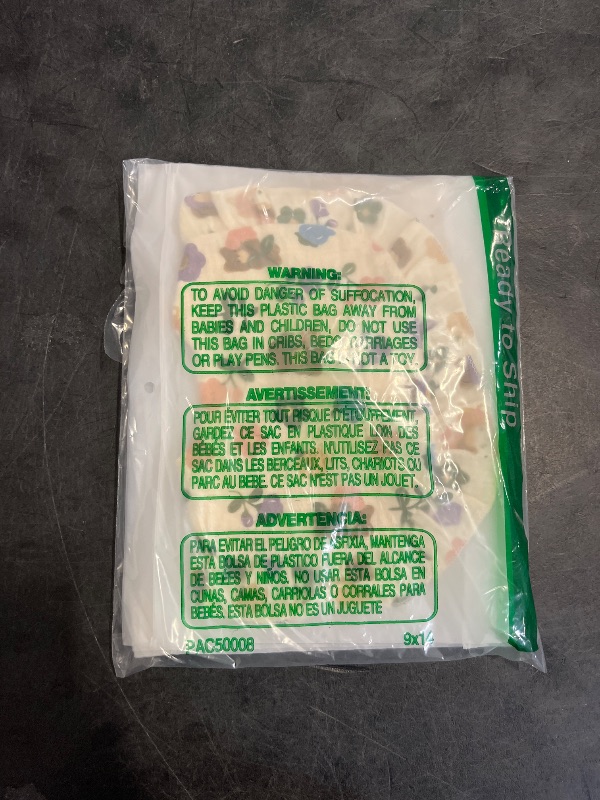 WARNING:
TO AVOID DANGER OF SUFFOCATION,
KEEP THIS PLASTIC BAG AWAY FROM
BABIES AND CHILDREN, DO NOT USE
THIS BAG IN CRIBS, BEDS, CARRIAGES
OR PLAY PENS. THIS BAG NOT A TOY.
AVERTISSEMENT:
POUR ÉVITER TOUT RISQUE D'ÉTOUFFEMENT,
GARDEZ CE SAC EN PLASTIQUE LOIN DES
BÉBÉS ET LES ENFANTS. N'UTILISEZ PAS CE
SAC DANS LES BERCEAUX, LITS, CHARIOTS OU
PARC AU BEBE. CE SAC N'EST PAS UN JOUET.
ADVERTENCIA:
PARA EVITAR EL PELIGRO DE ASFIXIA, MANTENGA
ESTA BOLSA DE PLASTICO FUERA DEL ALCANCE
DE BEBES Y NIÑOS. NO USAR ESTA BOLSA EN
CUNAS, CAMAS, CARRIOLAS O CORRALES PARA
BEBÉS. ESTA BOLSA NO ES UN JUGUETE
PAC50008 9x14
Ready to Ship